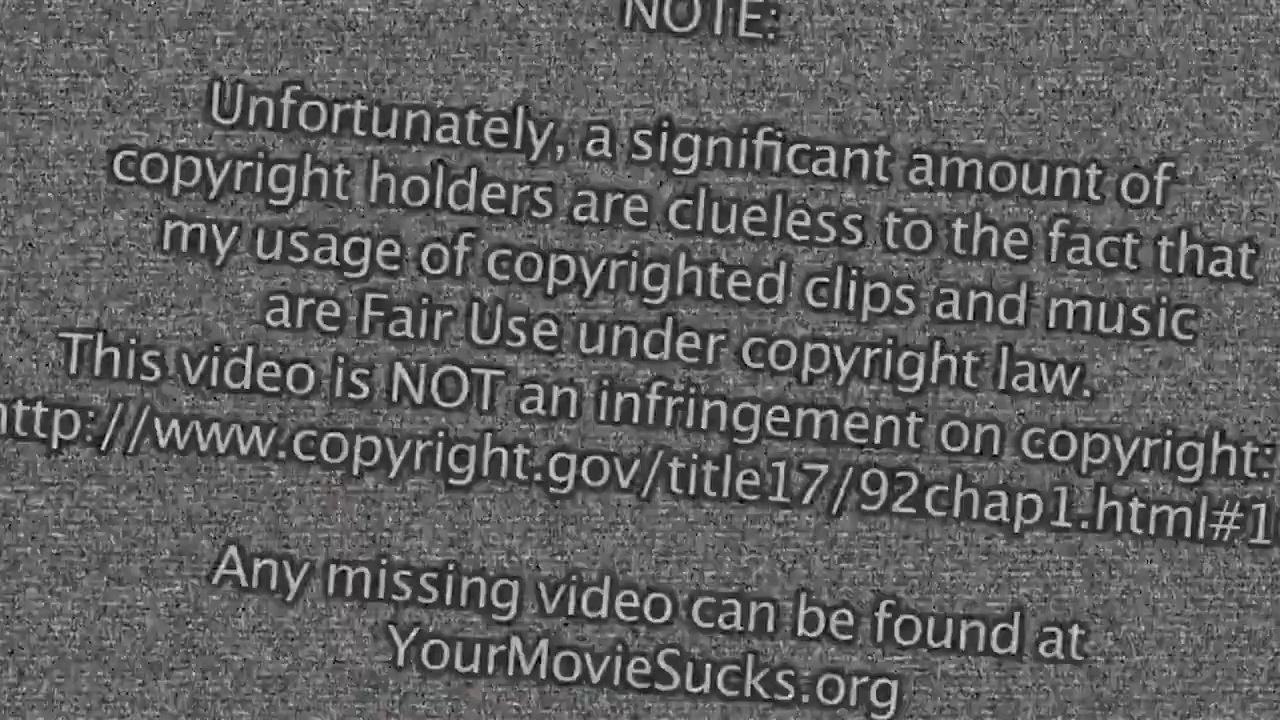 NOTE:
Unfortunately, a significant amount of
copyright holders are clueless to the fact that
my usage of copyrighted clips and music
are Fair Use under copyright law.
This video is NOT an infringement on copyright:
http://www.copyright.gov/title17//92chap1.html#1
Any missing video can be found at
YourMovieSucks.org